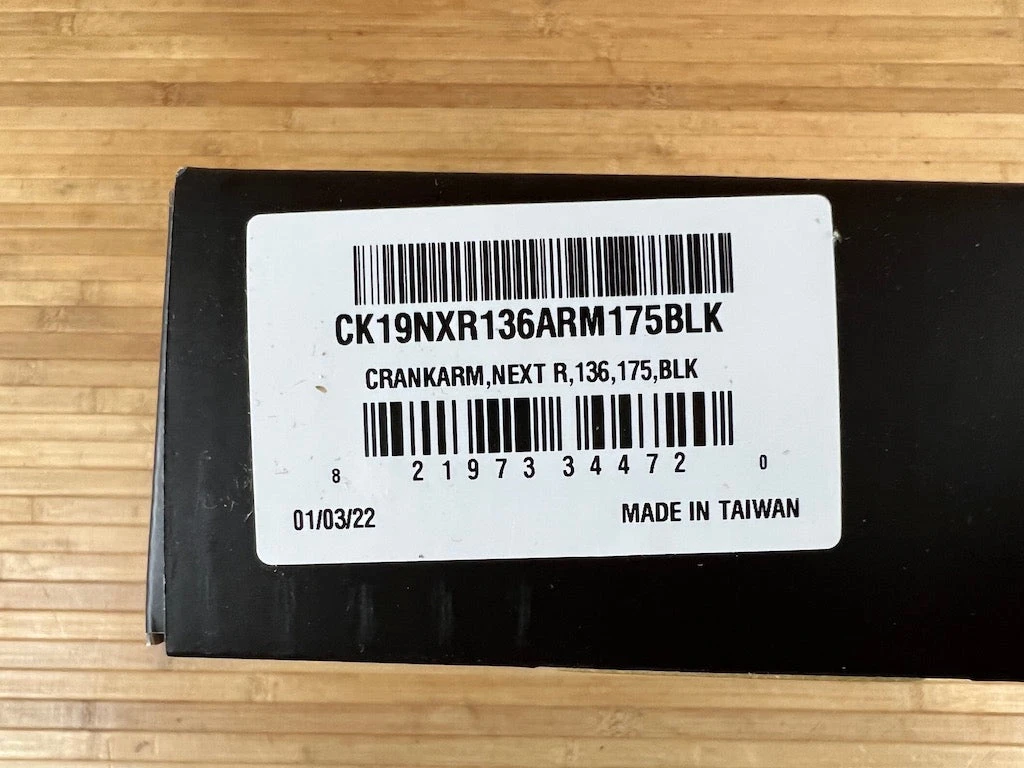 CK19NXR136ARM175BLK
CRANKARM,NEXT R,136,175,BLK
8 21973 34472 0
01/03/22 MADE IN TAIWAN